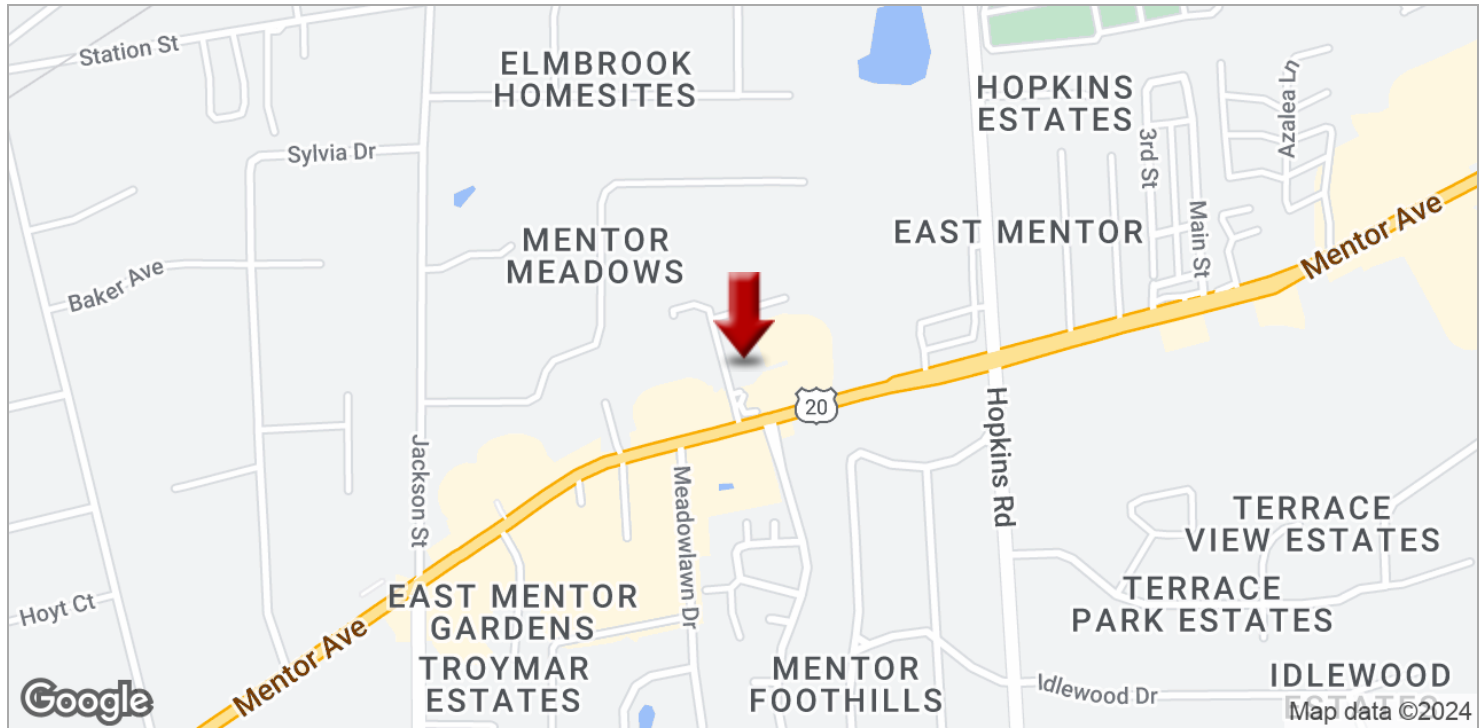 Station St
ELMBROOK
HOMESITES
HOPKINS
ESTATES
Azalea Ln
3rd St
Sylvia Dr
Main St
MENTOR
MEADOWS
EAST MENTOR
Mentor Ave
Baker Ave
20
Hopkins Rd
Jackson St
Meadowlawn Dr
TERRACE
VIEW ESTATES
EAST MENTOR
GARDENS
TERRACE
PARK ESTATES
Hoyt Ct
Mentor Ave
TROYMAR
ESTATES
MENTOR
FOOTHILLS
Idlewood Dr
IDLEWOOD
ESTATES
Google
Map data ©2024